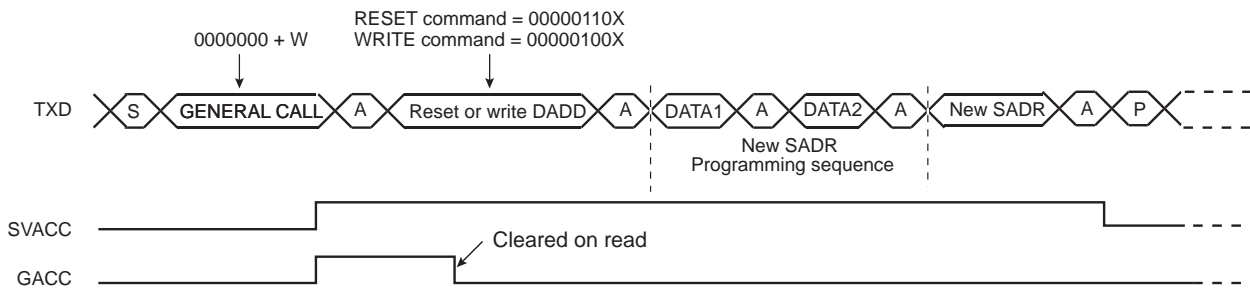 RESET command = 00000110X
WRITE command = 00000100X
0000000 + W
TXD
S
GENERAL CALL
A
Reset or write DADD
A
DATA1
A
DATA2
A
New SADR
A
P
New SADR
Programming sequence
SVACC
Cleared on read
GACC